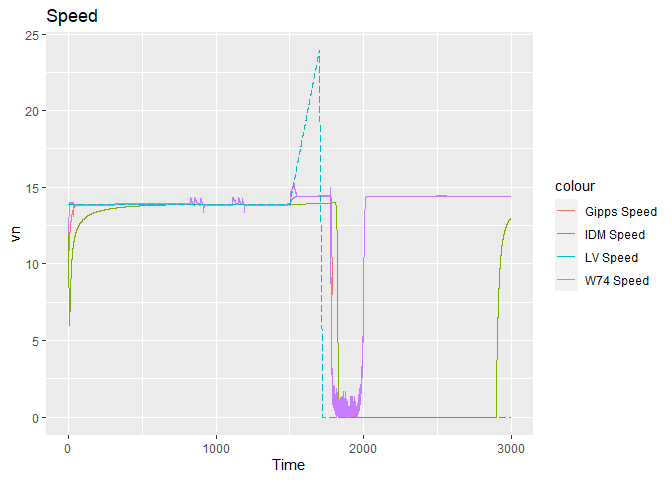 Speed
25
20
15
10
5
0
vn
0
1000
2000
3000
Time
colour
Gipps Speed
IDM Speed
LV Speed
W74 Speed